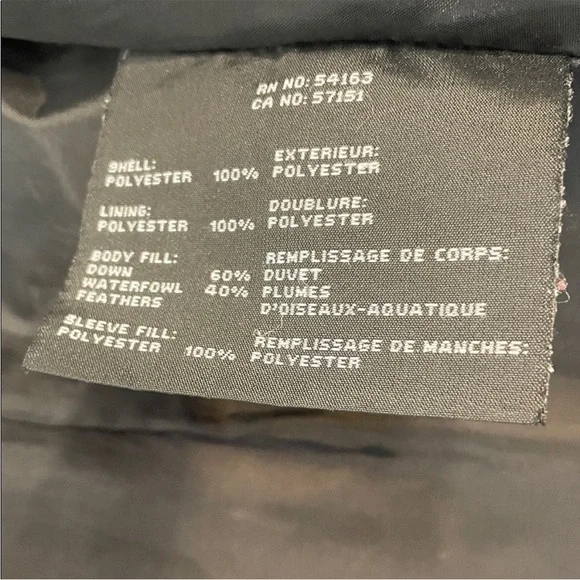 RN NO: 54163
CA NO: 57151
SHELL: EXTERIEUR:
POLYESTER 100% POLYESTER
LINING: DOUBLURE:
POLYESTER 100% POLYESTER
BODY FILL: REMPLISSAGE DE CORPS:
DOWN 60% DUVET
WATERFOWL 40% PLUMES
FEATHERS D'OISEAUX-AQUATIQUE
SLEEVE FILL: REMPLISSAGE DE MANCHES:
POLYESTER 100% POLYESTER